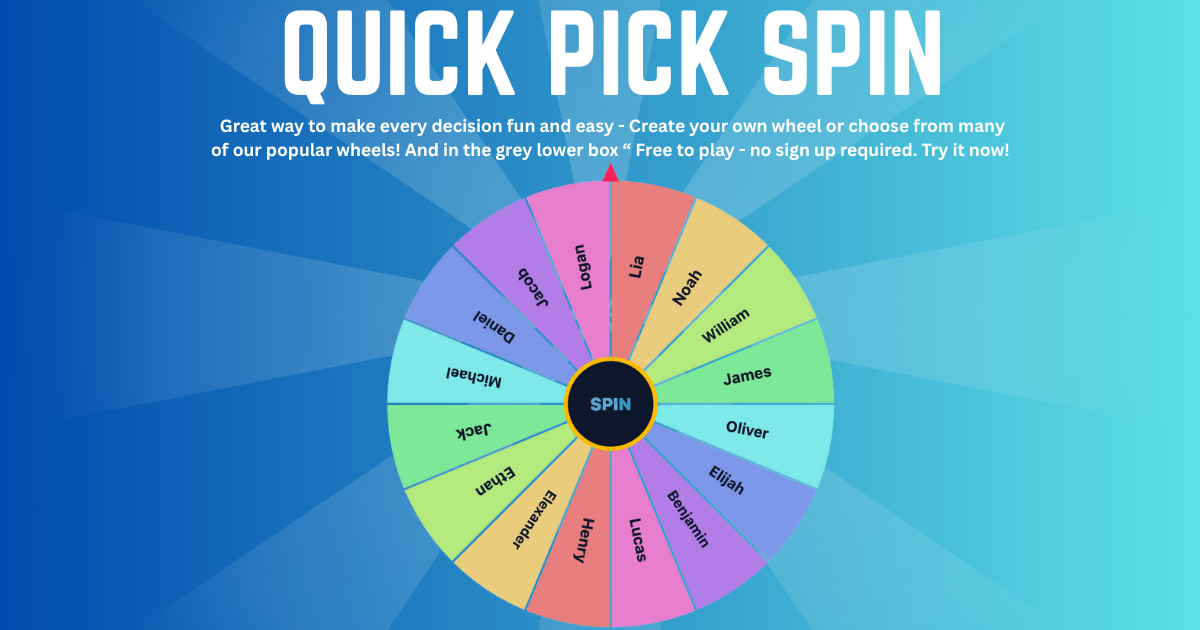 QUICK PICK SPIN
Great way to make every decision fun and easy - Create your own wheel or choose from many
of our popular wheels! And in the grey lower box “ Free to play - no sign up required. Try it now!
Lia
Noah
William
James
Oliver
Elijah
Benjamin
Lucas
Henry
Elexander
Ethan
Jack
Michael
Daniel
Jacob
Logan
SPIN